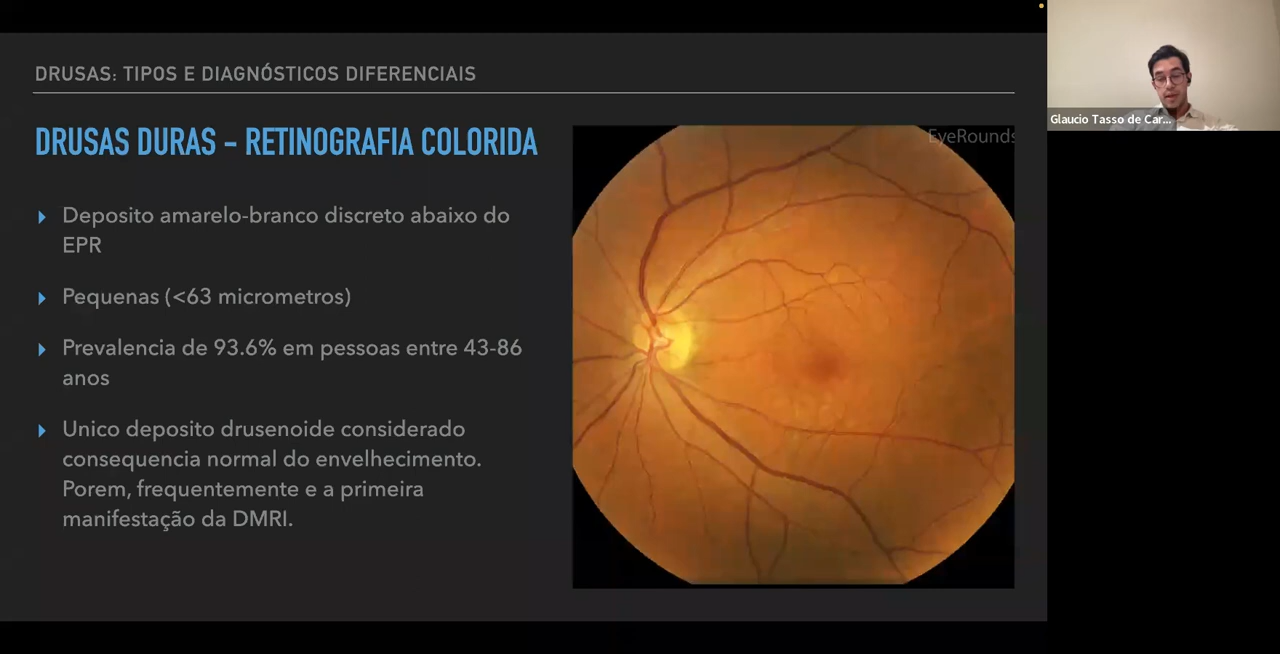 DRUSAS: TIPOS E DIAGNÓSTICOS DIFERENCIAIS
DRUSAS DURAS - RETINOGRAFIA COLORIDA
Deposito amarelo-branco discreto abaixo do
EPR
Pequenas (<63 micrometros)
Prevalencia de 93.6% em pessoas entre 43-86
anos
Unico deposito drusenoide considerado
consequencia normal do envelhecimento.
Porem, frequentemente e a primeira
manifestação da DMRI.
EyeRounds
Glaucio Tasso de Car...